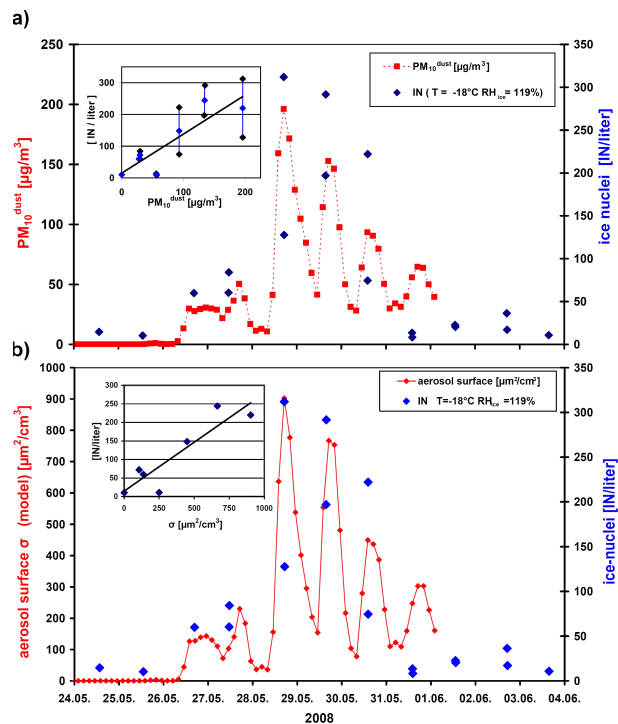 a)
PM10dust [µg/m3]
250
200
150
100
50
0
350
300
250
200
150
100
50
0
ice nuclei [IN/liter]
PM10dust [µg/m3]
IN ( T = -18°C RHice= 119%)
[ IN / liter ]
400
300
200
100
0
0 100 200
PM10dust [µg/m3]
b)
aerosol surface σ (model) [µm2/cm3]
1000
900
800
700
600
500
400
300
200
100
0
350
300
250
200
150
100
50
0
ice-nuclei [IN/liter]
aerosol surface [µm²/cm³]
IN T=-18°C RHice =119%
[IN/liter]
300
250
200
150
100
50
0
0 250 500 750 1000
σ [µm2/cm3]
24.05. 25.05. 26.05. 27.05. 28.05. 29.05. 30.05. 31.05. 01.06. 02.06. 03.06. 04.06.
2008